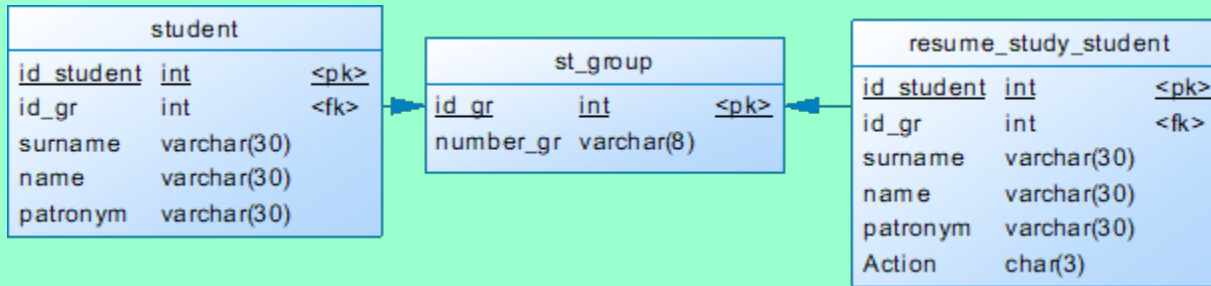 student
id_student int <pk>
id_gr int <fk>
surname varchar(30)
name varchar(30)
patronym varchar(30)
st_group
id_gr int <pk>
number_gr varchar(8)
resume_study_student
id_student int <pk>
id_gr int <fk>
surname varchar(30)
name varchar(30)
patronym varchar(30)
Action char(3)